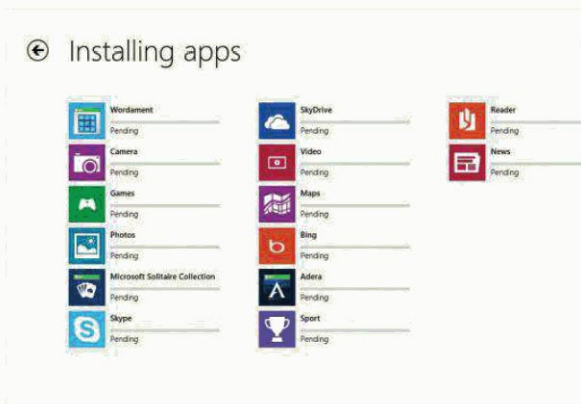 Installing apps
Wordament
Pending
Camera
Pending
Games
Pending
Photos
Pending
Microsoft Solitaire Collection
Pending
Skype
Pending
SkyDrive
Pending
Video
Pending
Maps
Pending
Bing
Pending
Adera
Pending
Sport
Pending
Reader
Pending
News
Pending